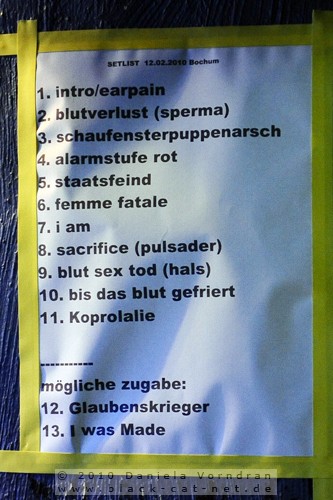 SETLIST 12.02.2010 Bochum
1. intro/earpain
2. blutverlust (sperma)
3. schaufensterpuppenarsch
4. alarmstufe rot
5. staatsfeind
6. femme fatale
7. i am
8. sacrifice (pulsader)
9. blut sex tod (hals)
10. bis das blut gefriert
11. Koprolalie
-----------
mögliche zugabe:
12. Glaubenskrieger
13. I was Made
© 2010 Daniela Vorndran
www.black-cat-net.de